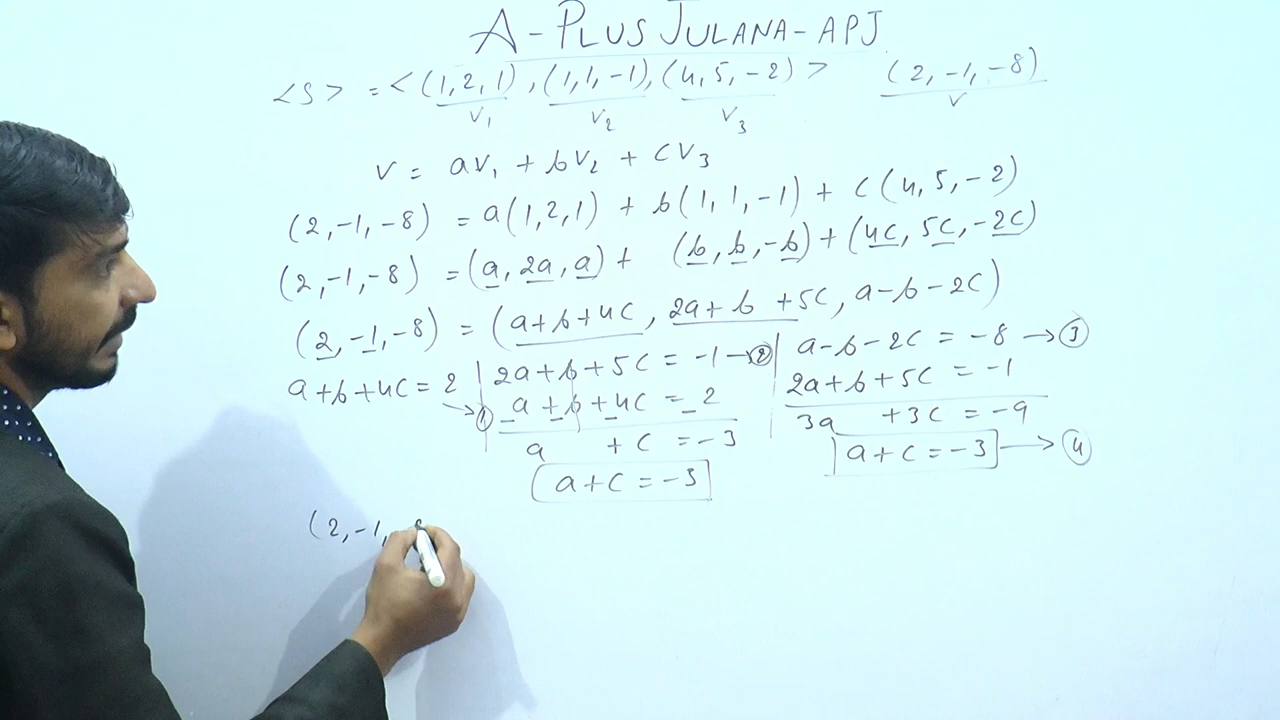 A-PLUS JULANA-APJ
<S> = <(1,2,1), (1,1,-1), (4,5,-2)> (2,-1,-8)
V₁ V₂ V₃ V
V = aV₁ + bV₂ + CV₃
(2,-1,-8) = a(1,2,1) + b(1,1,-1) + C(4,5,-2)
(2,-1,-8) = (a, 2a, a) + (b, b, -b) + (4C, 5C, -2C)
(2,-1,-8) = (a+b+4C, 2a+b+5C, a-b-2C)
a+b+4C = 2 → ① | 2a+b+5C = -1 → ② | a-b-2C = -8 → ③
_a + b + 4C = _2 2a+b+5C = -1
a + C = -3 3a +3C = -9
a+C = -3 a+C = -3 → ④
(2,-1,